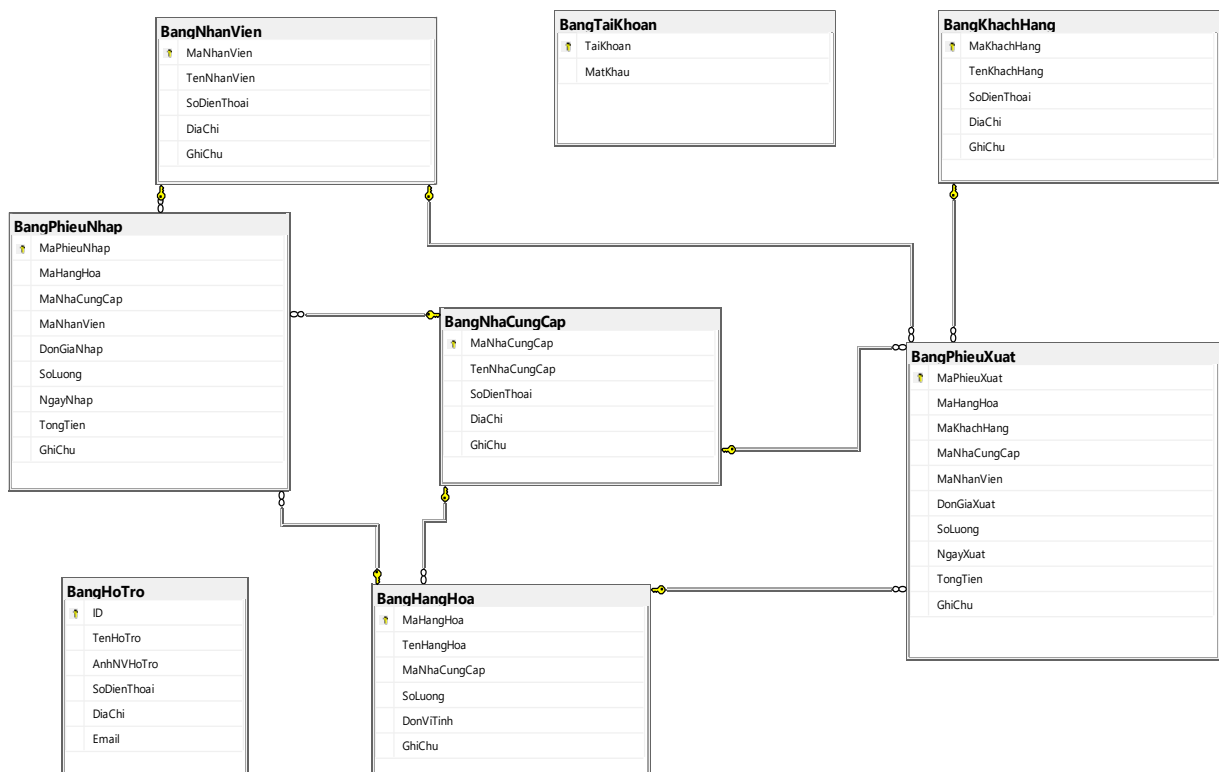 BangNhanVien
MaNhanVien
TenNhanVien
SoDienThoai
DiaChi
GhiChu
BangTaiKhoan
TaiKhoan
MatKhau
BangKhachHang
MaKhachHang
TenKhachHang
SoDienThoai
DiaChi
GhiChu
BangPhieuNhap
MaPhieuNhap
MaHangHoa
MaNhaCungCap
MaNhanVien
DonGiaNhap
SoLuong
NgayNhap
TongTien
GhiChu
BangNhaCungCap
MaNhaCungCap
TenNhaCungCap
SoDienThoai
DiaChi
GhiChu
BangPhieuXuat
MaPhieuXuat
MaHangHoa
MaKhachHang
MaNhaCungCap
MaNhanVien
DonGiaXuat
SoLuong
NgayXuat
TongTien
GhiChu
BangHoTro
ID
TenHoTro
AnhNVHoTro
SoDienThoai
DiaChi
Email
BangHangHoa
MaHangHoa
TenHangHoa
MaNhaCungCap
SoLuong
DonViTinh
GhiChu